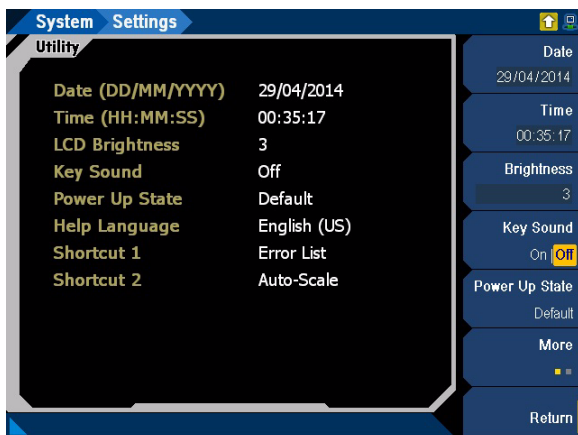 System Settings
Utility
Date (DD/MM/YYYY) 29/04/2014
Time (HH:MM:SS) 00:35:17
LCD Brightness 3
Key Sound Off
Power Up State Default
Help Language English (US)
Shortcut 1 Error List
Shortcut 2 Auto-Scale
Date
29/04/2014
Time
00:35:17
Brightness
3
Key Sound
On | Off
Power Up State
Default
More
Return